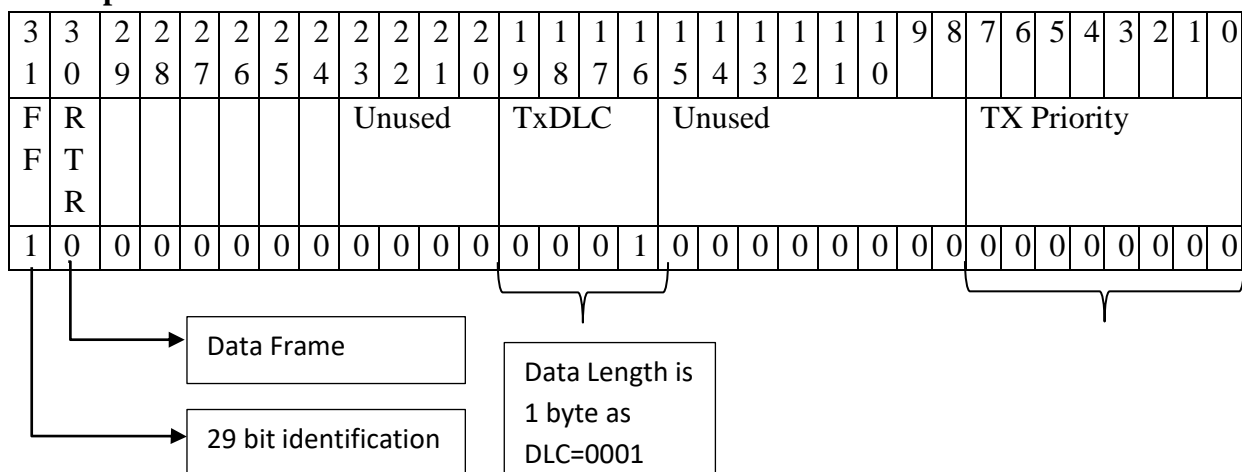 3 3 2 2 2 2 2 2 2 2 2 2 1 1 1 1 1 1 1 1 1 1 9 8 7 6 5 4 3 2 1 0
1 0 9 8 7 6 5 4 3 2 1 0 9 8 7 6 5 4 3 2 1 0
F R Unused TxDLC Unused TX Priority
F T
R
1 0 0 0 0 0 0 0 0 0 0 0 0 0 0 1 0 0 0 0 0 0 0 0 0 0 0 0 0 0 0 0
Data Frame
29 bit identification
Data Length is
1 byte as
DLC=0001